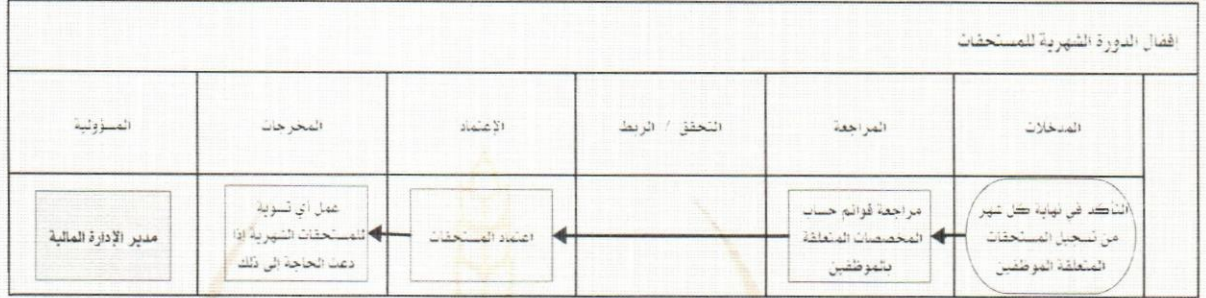 إقفال الدورة الشهرية للمستحقات
المدخلات
المراجعة
التحقق / الربط
الإعتماد
المخرجات
المسؤولية
التأكد في نهاية كل شهر
من تسجيل المستحقات
المتعلقة الموظفين
مراجعة قوائم حساب
المخصصات المتعلقة
بالموظفين
اعتماد المستحقات
عمل أي تسوية
للمستحقات الشهرية إذا
دعت الحاجة إلى ذلك
مدير الإدارة المالية